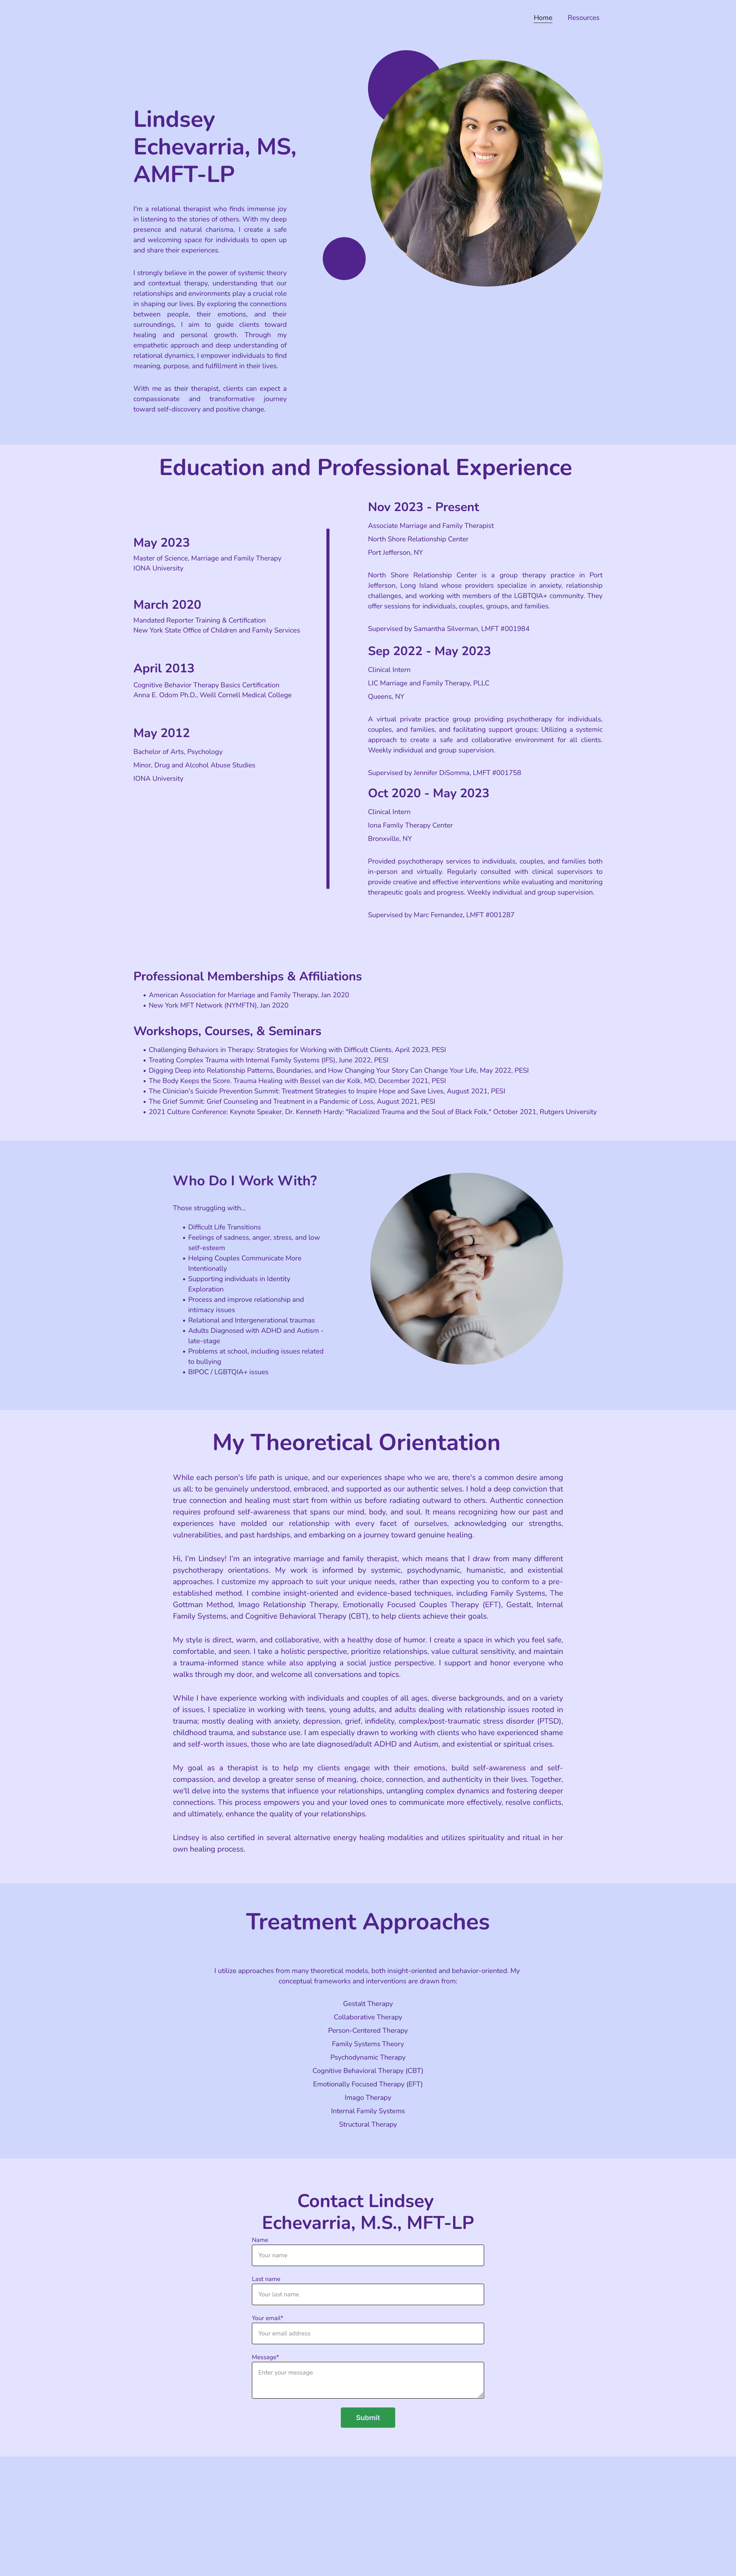 Home
Resources
Lindsey
Echevarria, MS,
AMFT-LP
I'm a relational therapist who finds immense joy
in listening to the stories of others. With my deep
presence and natural charisma, I create a safe
and welcoming space for individuals to open up
and share their experiences.
I strongly believe in the power of systemic theory
and contextual therapy, understanding that our
relationships and environments play a crucial role
in shaping our lives. By exploring the connections
between people, their emotions, and their
surroundings, I aim to guide clients toward
healing and personal growth. Through my
empathetic approach and deep understanding of
relational dynamics, I empower individuals to find
meaning, purpose, and fulfillment in their lives.
With me as their therapist, clients can expect a
compassionate and transformative journey
toward self-discovery and positive change.
Education and Professional Experience
May 2023
Master of Science, Marriage and Family Therapy
IONA University
March 2020
Mandated Reporter Training & Certification
New York State Office of Children and Family Services
April 2013
Cognitive Behavior Therapy Basics Certification
Anna E. Odom Ph.D., Weill Cornell Medical College
May 2012
Bachelor of Arts, Psychology
Minor, Drug and Alcohol Abuse Studies
IONA University
Nov 2023 - Present
Associate Marriage and Family Therapist
North Shore Relationship Center
Port Jefferson, NY
North Shore Relationship Center is a group therapy practice in Port
Jefferson, Long Island whose providers specialize in anxiety, relationship
challenges, and working with members of the LGBTQIA+ community. They
offer sessions for individuals, couples, groups, and families.
Supervised by Samantha Silverman, LMFT #001984
Sep 2022 - May 2023
Clinical Intern
LIC Marriage and Family Therapy, PLLC
Queens, NY
A virtual private practice group providing psychotherapy for individuals,
couples, and families, and facilitating support groups; Utilizing a systemic
approach to create a safe and collaborative environment for all clients.
Weekly individual and group supervision.
Supervised by Jennifer DiSomma, LMFT #001758
Oct 2020 - May 2023
Clinical Intern
Iona Family Therapy Center
Bronxville, NY
Provided psychotherapy services to individuals, couples, and families both
in-person and virtually. Regularly consulted with clinical supervisors to
provide creative and effective interventions while evaluating and monitoring
therapeutic goals and progress. Weekly individual and group supervision.
Supervised by Marc Fernandez, LMFT #001287
Professional Memberships & Affiliations
• American Association for Marriage and Family Therapy, Jan 2020
• New York MFT Network (NYMFTN), Jan 2020
Workshops, Courses, & Seminars
• Challenging Behaviors in Therapy: Strategies for Working with Difficult Clients, April 2023, PESI
• Treating Complex Trauma with Internal Family Systems (IFS), June 2022, PESI
• Digging Deep into Relationship Patterns, Boundaries, and How Changing Your Story Can Change Your Life, May 2022, PESI
• The Body Keeps the Score. Trauma Healing with Bessel van der Kolk, MD, December 2021, PESI
• The Clinician's Suicide Prevention Summit: Treatment Strategies to Inspire Hope and Save Lives, August 2021, PESI
• The Grief Summit: Grief Counseling and Treatment in a Pandemic of Loss, August 2021, PESI
• 2021 Culture Conference: Keynote Speaker, Dr. Kenneth Hardy: "Racialized Trauma and the Soul of Black Folk," October 2021, Rutgers University
Who Do I Work With?
Those struggling with...
• Difficult Life Transitions
• Feelings of sadness, anger, stress, and low
self-esteem
• Helping Couples Communicate More
Intentionally
• Supporting individuals in Identity
Exploration
• Process and improve relationship and
intimacy issues
• Relational and Intergenerational traumas
• Adults Diagnosed with ADHD and Autism -
late-stage
• Problems at school, including issues related
to bullying
• BIPOC / LGBTQIA+ issues
My Theoretical Orientation
While each person's life path is unique, and our experiences shape who we are, there's a common desire among
us all: to be genuinely understood, embraced, and supported as our authentic selves. I hold a deep conviction that
true connection and healing must start from within us before radiating outward to others. Authentic connection
requires profound self-awareness that spans our mind, body, and soul. It means recognizing how our past and
experiences have molded our relationship with every facet of ourselves, acknowledging our strengths,
vulnerabilities, and past hardships, and embarking on a journey toward genuine healing.
Hi, I'm Lindsey! I'm an integrative marriage and family therapist, which means that I draw from many different
psychotherapy orientations. My work is informed by systemic, psychodynamic, humanistic, and existential
approaches. I customize my approach to suit your unique needs, rather than expecting you to conform to a pre-
established method. I combine insight-oriented and evidence-based techniques, including Family Systems, The
Gottman Method, Imago Relationship Therapy, Emotionally Focused Couples Therapy (EFT), Gestalt, Internal
Family Systems, and Cognitive Behavioral Therapy (CBT), to help clients achieve their goals.
My style is direct, warm, and collaborative, with a healthy dose of humor. I create a space in which you feel safe,
comfortable, and seen. I take a holistic perspective, prioritize relationships, value cultural sensitivity, and maintain
a trauma-informed stance while also applying a social justice perspective. I support and honor everyone who
walks through my door, and welcome all conversations and topics.
While I have experience working with individuals and couples of all ages, diverse backgrounds, and on a variety
of issues, I specialize in working with teens, young adults, and adults dealing with relationship issues rooted in
trauma; mostly dealing with anxiety, depression, grief, infidelity, complex/post-traumatic stress disorder (PTSD),
childhood trauma, and substance use. I am especially drawn to working with clients who have experienced shame
and self-worth issues, those who are late diagnosed/adult ADHD and Autism, and existential or spiritual crises.
My goal as a therapist is to help my clients engage with their emotions, build self-awareness and self-
compassion, and develop a greater sense of meaning, choice, connection, and authenticity in their lives. Together,
we'll delve into the systems that influence your relationships, untangling complex dynamics and fostering deeper
connections. This process empowers you and your loved ones to communicate more effectively, resolve conflicts,
and ultimately, enhance the quality of your relationships.
Lindsey is also certified in several alternative energy healing modalities and utilizes spirituality and ritual in her
own healing process.
Treatment Approaches
I utilize approaches from many theoretical models, both insight-oriented and behavior-oriented. My
conceptual frameworks and interventions are drawn from:
Gestalt Therapy
Collaborative Therapy
Person-Centered Therapy
Family Systems Theory
Psychodynamic Therapy
Cognitive Behavioral Therapy (CBT)
Emotionally Focused Therapy (EFT)
Imago Therapy
Internal Family Systems
Structural Therapy
Contact Lindsey
Echevarria, M.S., MFT-LP
Name
Your name
Last name
Your last name
Your email*
Your email address
Message*
Enter your message
Submit